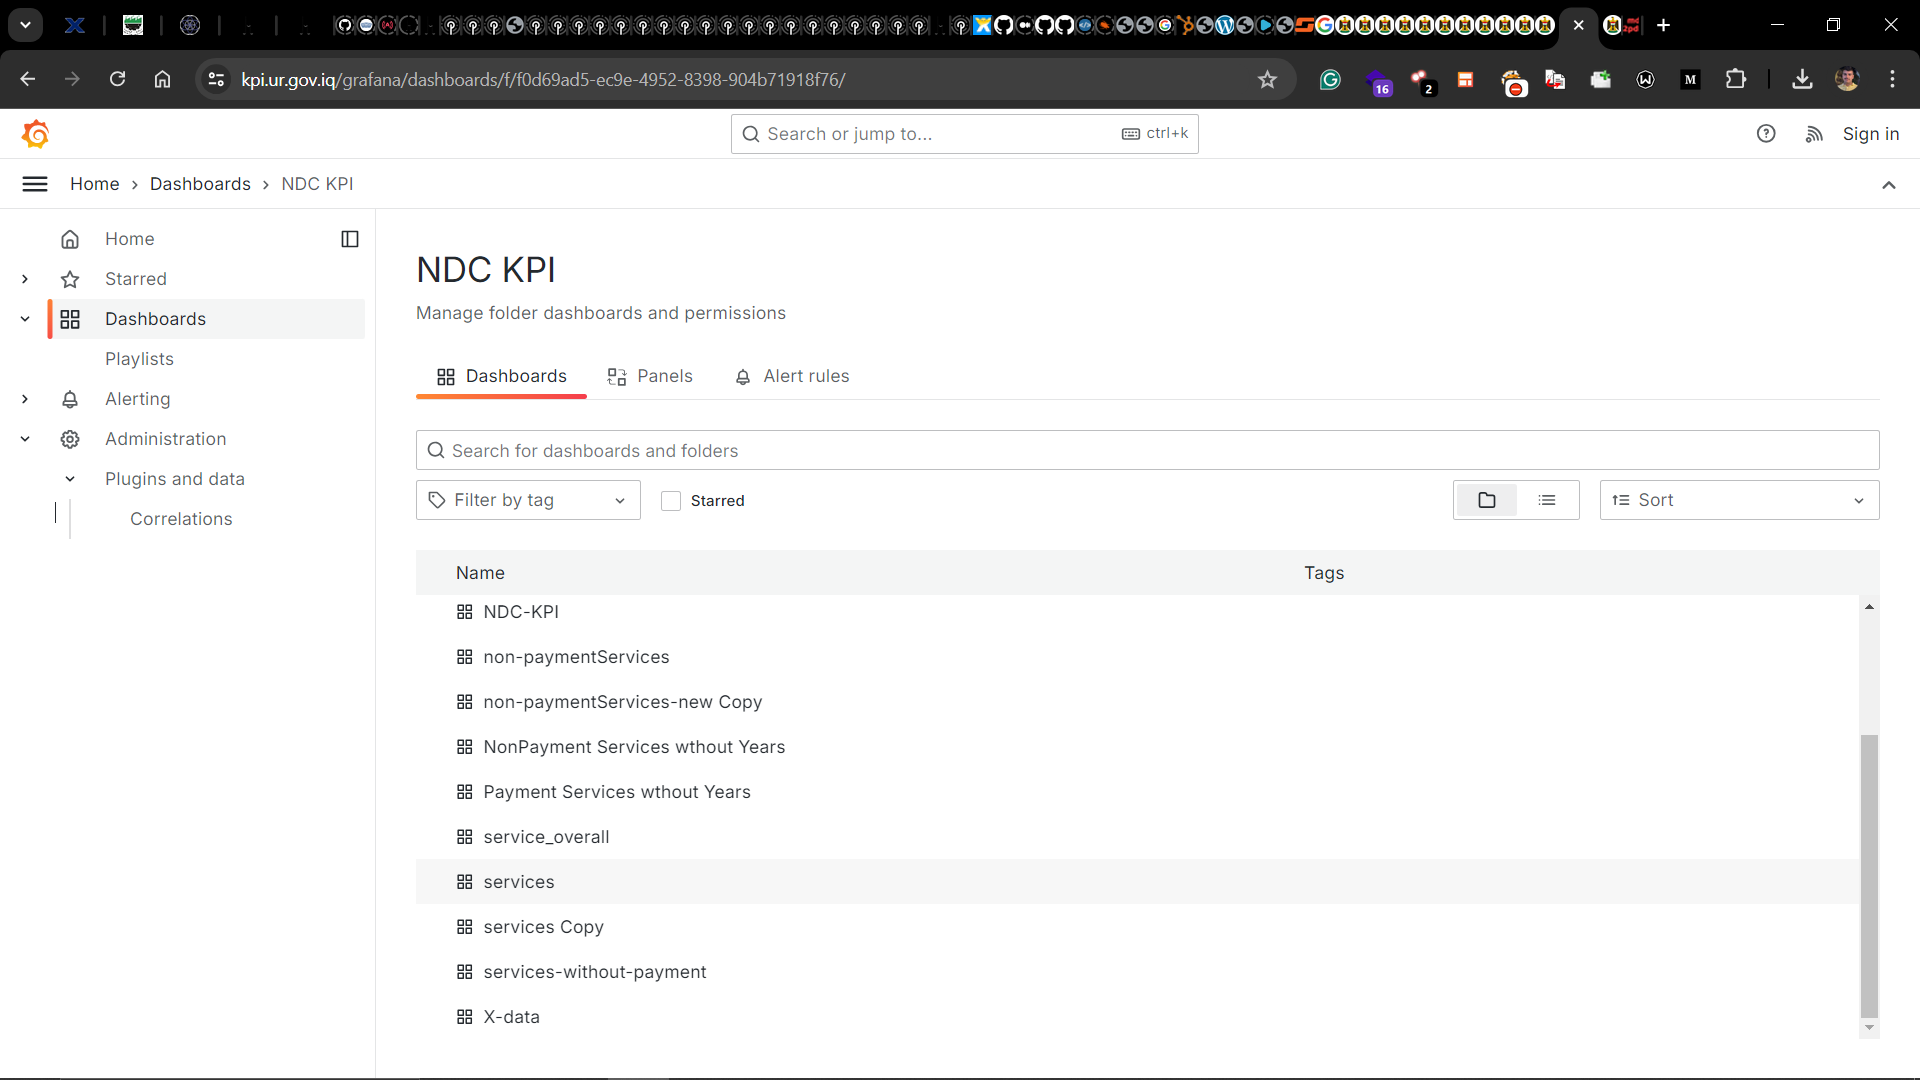 kpi.ur.gov.iq/grafana/dashboards/f/f0d69ad5-ec9e-4952-8398-904b71918f76/
16
2
M
Search or jump to...
ctrl+k
Sign in
Home
Dashboards
NDC KPI
Home
Starred
Dashboards
Playlists
Alerting
Administration
Plugins and data
Correlations
NDC KPI
Manage folder dashboards and permissions
Dashboards
Panels
Alert rules
Search for dashboards and folders
Filter by tag
Starred
Sort
Name
Tags
NDC-KPI
non-paymentServices
non-paymentServices-new Copy
NonPayment Services wthout Years
Payment Services wthout Years
service_overall
services
services Copy
services-without-payment
X-data